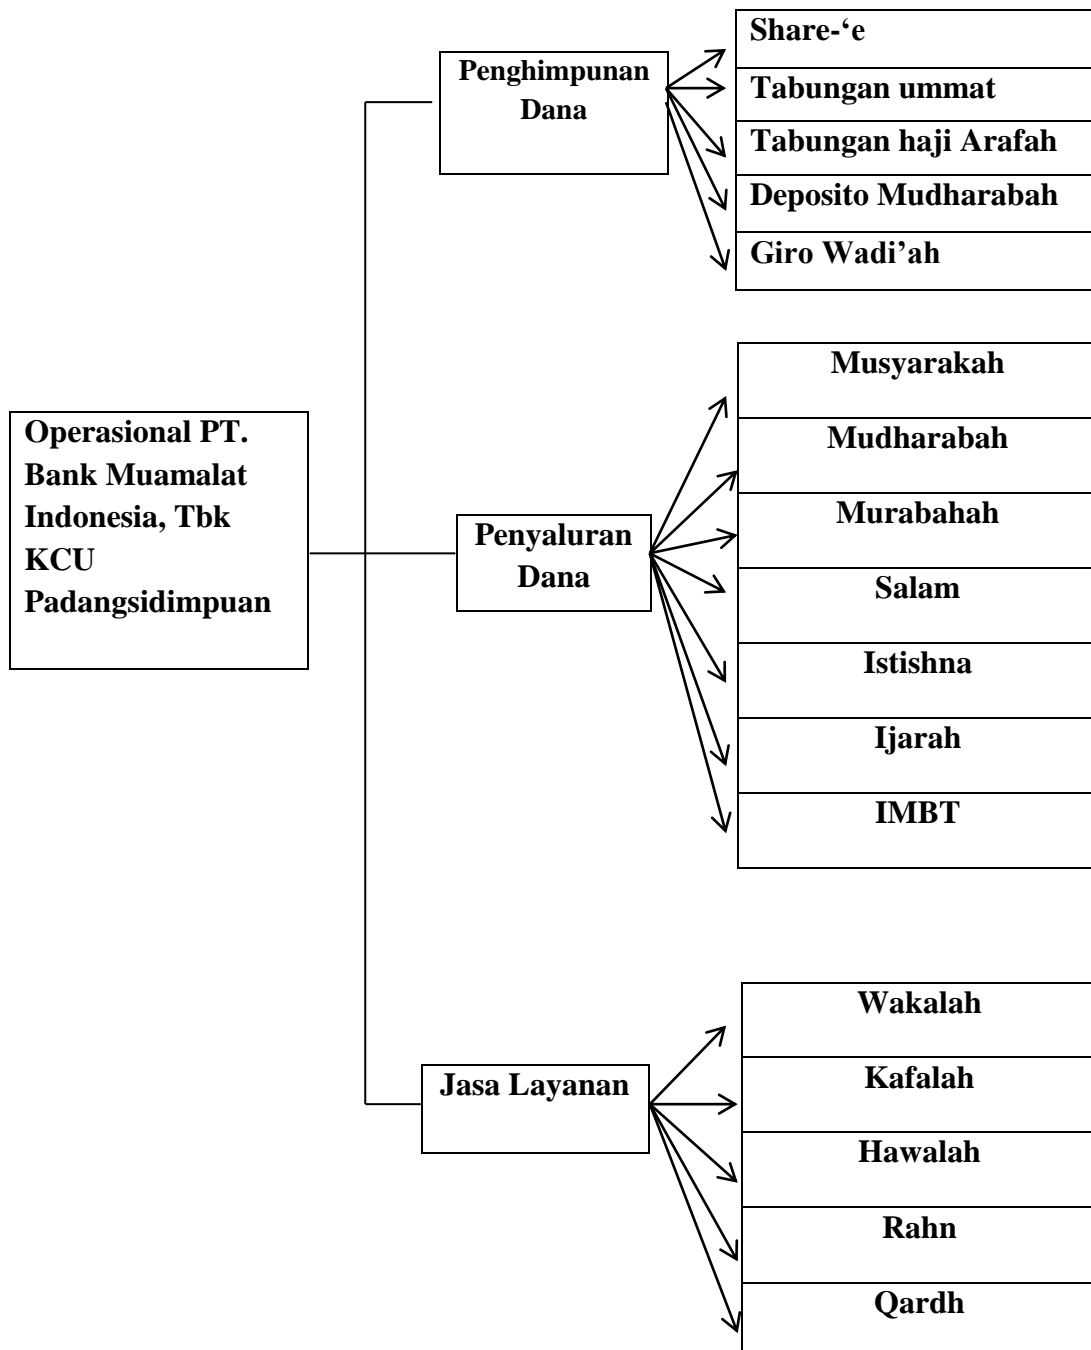 Operasional PT.
Bank Muamalat
Indonesia, Tbk
KCU
Padangsidimpuan
Penghimpunan
Dana
Share-‘e
Tabungan ummat
Tabungan haji Arafah
Deposito Mudharabah
Giro Wadi’ah
Penyaluran
Dana
Musyarakah
Mudharabah
Murabahah
Salam
Istishna
Ijarah
IMBT
Jasa Layanan
Wakalah
Kafalah
Hawalah
Rahn
Qardh